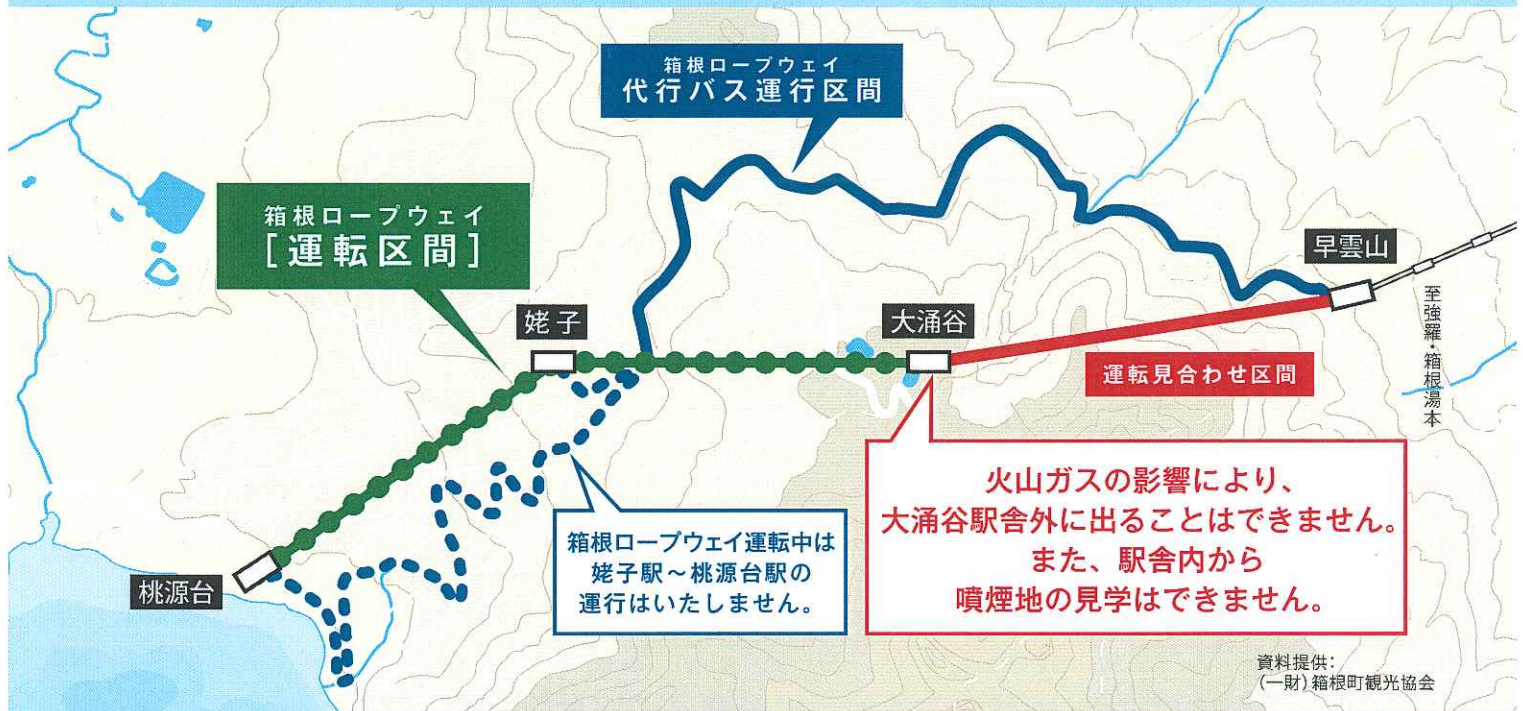 箱根ロープウェイ
代行バス運行区間
箱根ロープウェイ
[運転区間]
早雲山
姥子
大涌谷
至強羅・箱根湯本
運転見合わせ区間
火山ガスの影響により、
大涌谷駅舎外に出ることはできません。
また、駅舎内から
噴煙地の見学はできません。
箱根ロープウェイ運転中は
姥子駅～桃源台駅の
運行はいたしません。
桃源台
資料提供：
(一財)箱根町観光協会